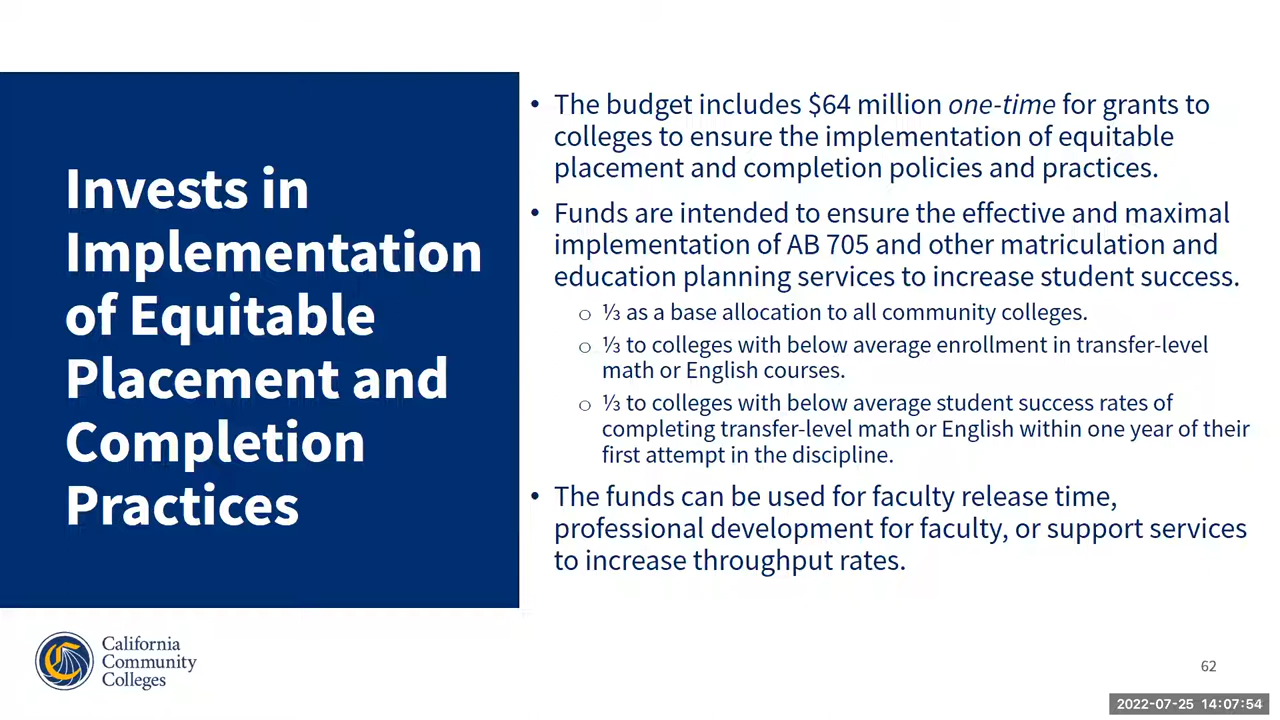 Invests in
Implementation
of Equitable
Placement and
Completion
Practices
• The budget includes $64 million one-time for grants to
colleges to ensure the implementation of equitable
placement and completion policies and practices.
• Funds are intended to ensure the effective and maximal
implementation of AB 705 and other matriculation and
education planning services to increase student success.
○ ⅓ as a base allocation to all community colleges.
○ ⅓ to colleges with below average enrollment in transfer-level
math or English courses.
○ ⅓ to colleges with below average student success rates of
completing transfer-level math or English within one year of their
first attempt in the discipline.
• The funds can be used for faculty release time,
professional development for faculty, or support services
to increase throughput rates.
California
Community
Colleges
62
2022-07-25 14:07:54